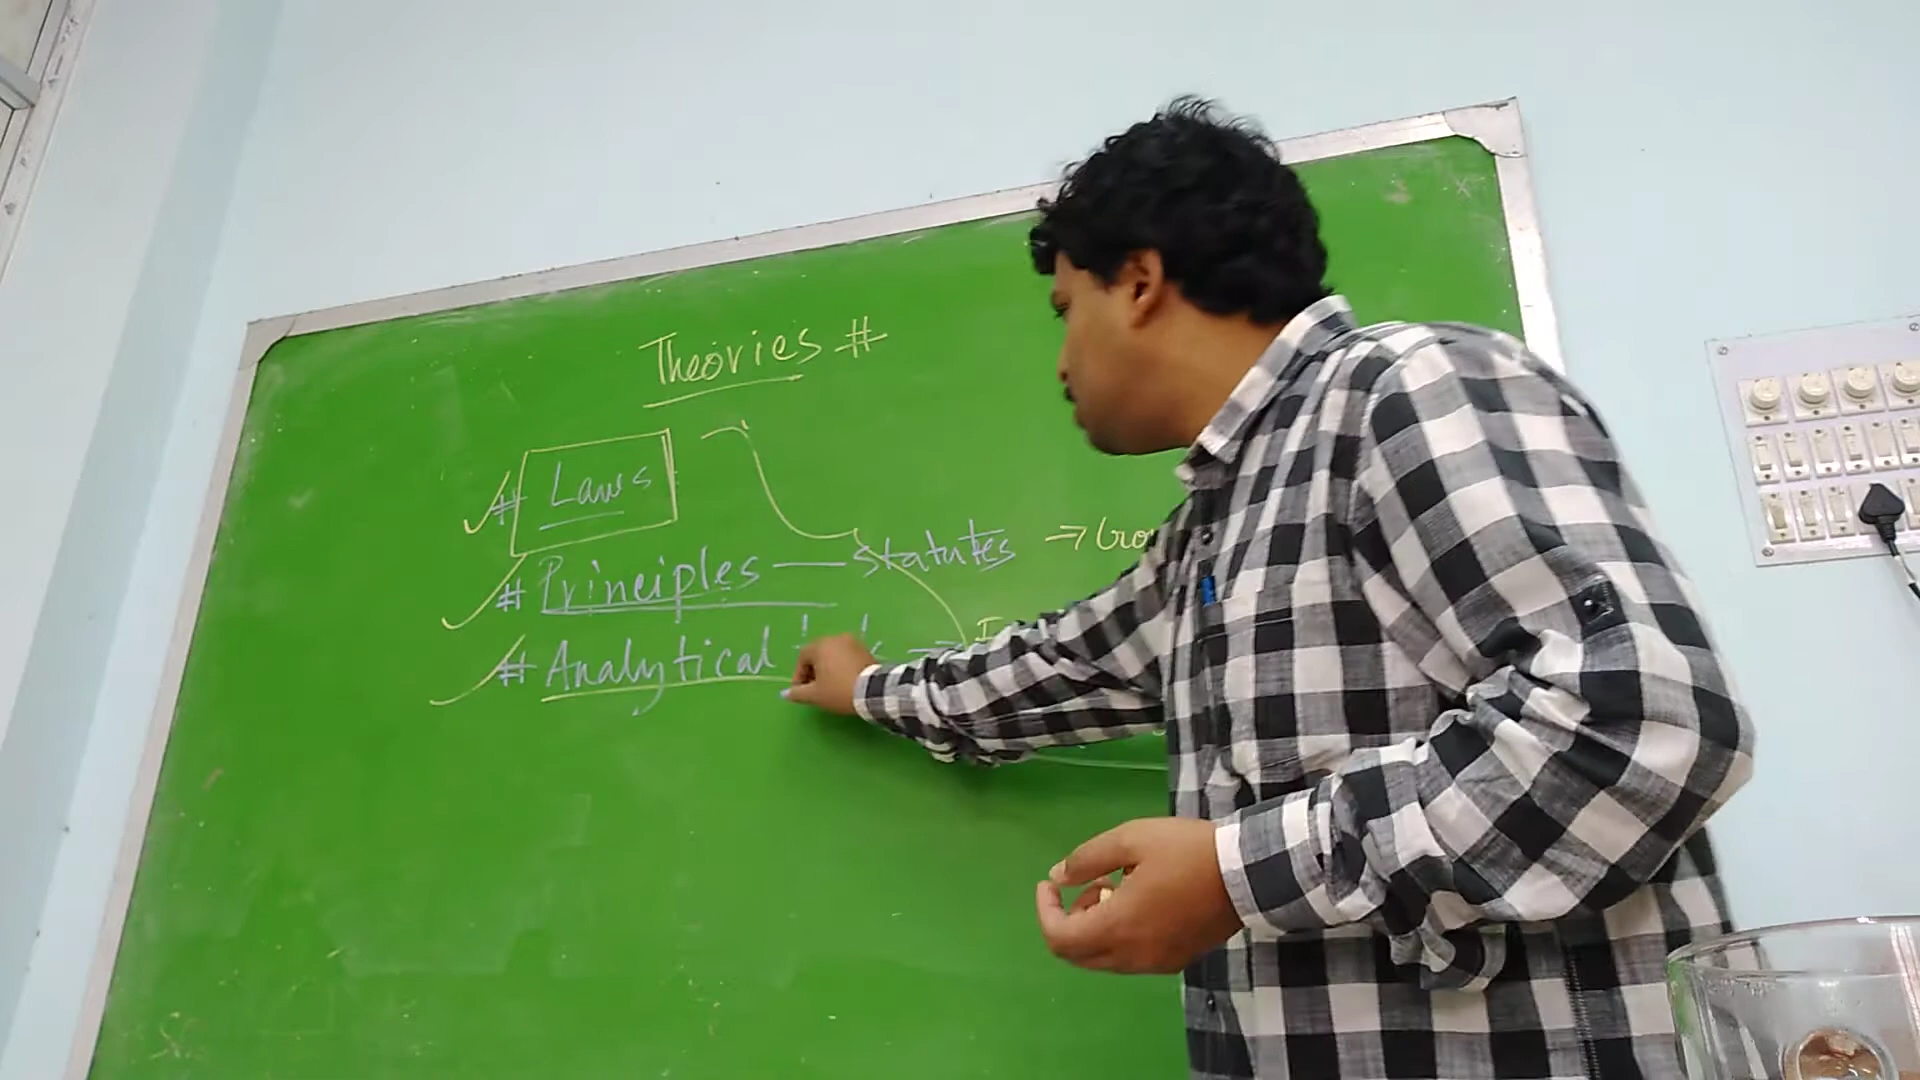 Theories #
# Laws
# Principles — statutes →
# Analytical